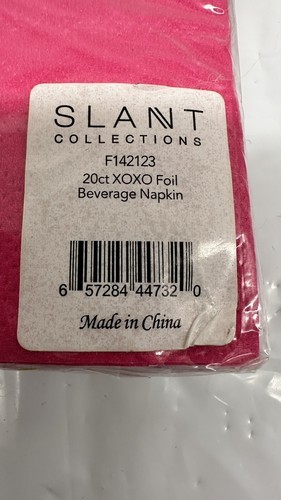 SLANT
COLLECTIONS
F142123
20ct XOXO Foil
Beverage Napkin
6 57284 44732 0
Made in China